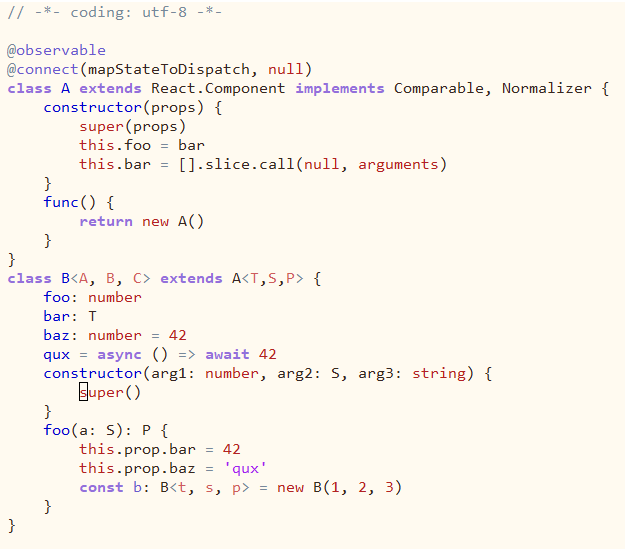 // -*- coding: utf-8 -*-

@observable
@connect(mapStateToDispatch, null)
class A extends React.Component implements Comparable, Normalizer {
    constructor(props) {
        super(props)
        this.foo = bar
        this.bar = [].slice.call(null, arguments)
    }
    func() {
        return new A()
    }
}
class B<A, B, C> extends A<T,S,P> {
    foo: number
    bar: T
    baz: number = 42
    qux = async () => await 42
    constructor(arg1: number, arg2: S, arg3: string) {
        super()
    }
    foo(a: S): P {
        this.prop.bar = 42
        this.prop.baz = 'qux'
        const b: B<t, s, p> = new B(1, 2, 3)
    }
}